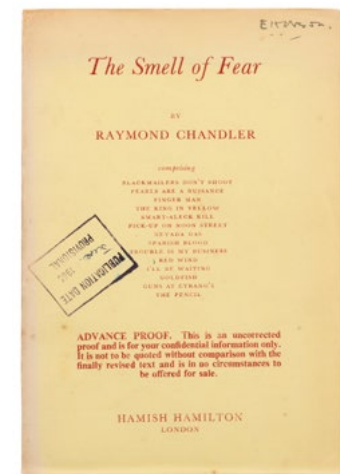 The Smell of Fear
BY
RAYMOND CHANDLER
comprising
BLACKMAILERS DON'T SHOOT
PEARLS ARE A NUISANCE
FINGER MAN
THE KING IN YELLOW
SMART-ALECK KILL
PICK-UP ON NOON STREET
NEVADA GAS
SPANISH BLOOD
TROUBLE IS MY BUSINESS
RED WIND
I'LL BE WAITING
GOLDFISH
GUNS AT CYRANO'S
THE PENCIL
PUBLICATION DATE
PROVISIONAL
ADVANCE PROOF. This is an uncorrected
proof and is for your confidential information only.
It is not to be quoted without comparison with the
finally revised text and is in no circumstances to
be offered for sale.
HAMISH HAMILTON
LONDON